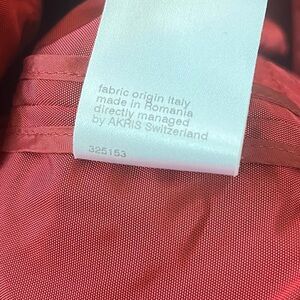 fabric origin Italy
made in Romania
directly managed
by AKRIS Switzerland
325153